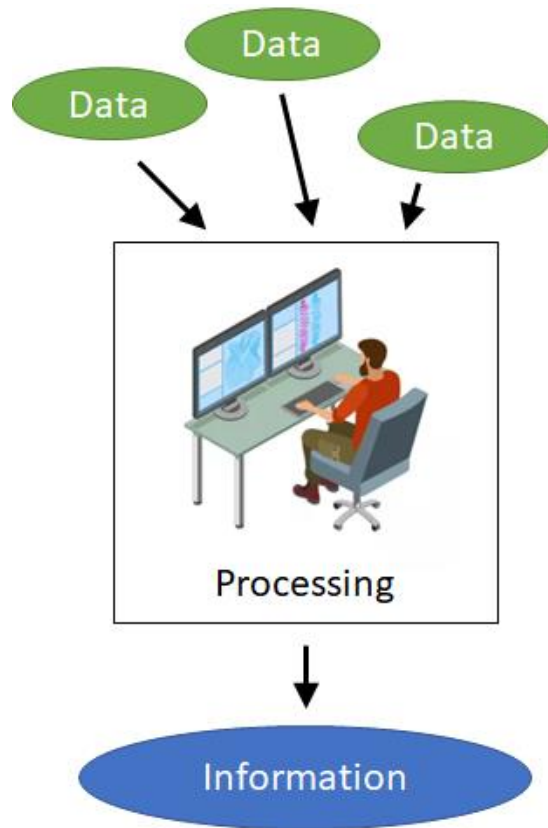 Data
Data
Data
Processing
Information